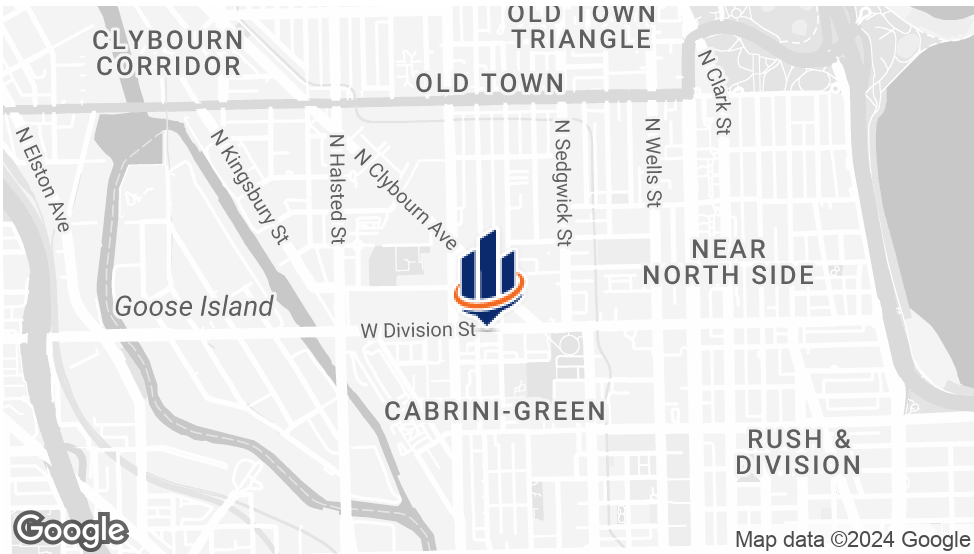 OLD TOWN
TRIANGLE
CLYBOURN
CORRIDOR
OLD TOWN
N Clark St
N Elston Ave
N Kingsbury St
N Halsted St
N Clybourn Ave
N Sedgwick St
N Wells St
NEAR
NORTH SIDE
Goose Island
W Division St
CABRINI-GREEN
RUSH &
DIVISION
Google
Map data ©2024 Google